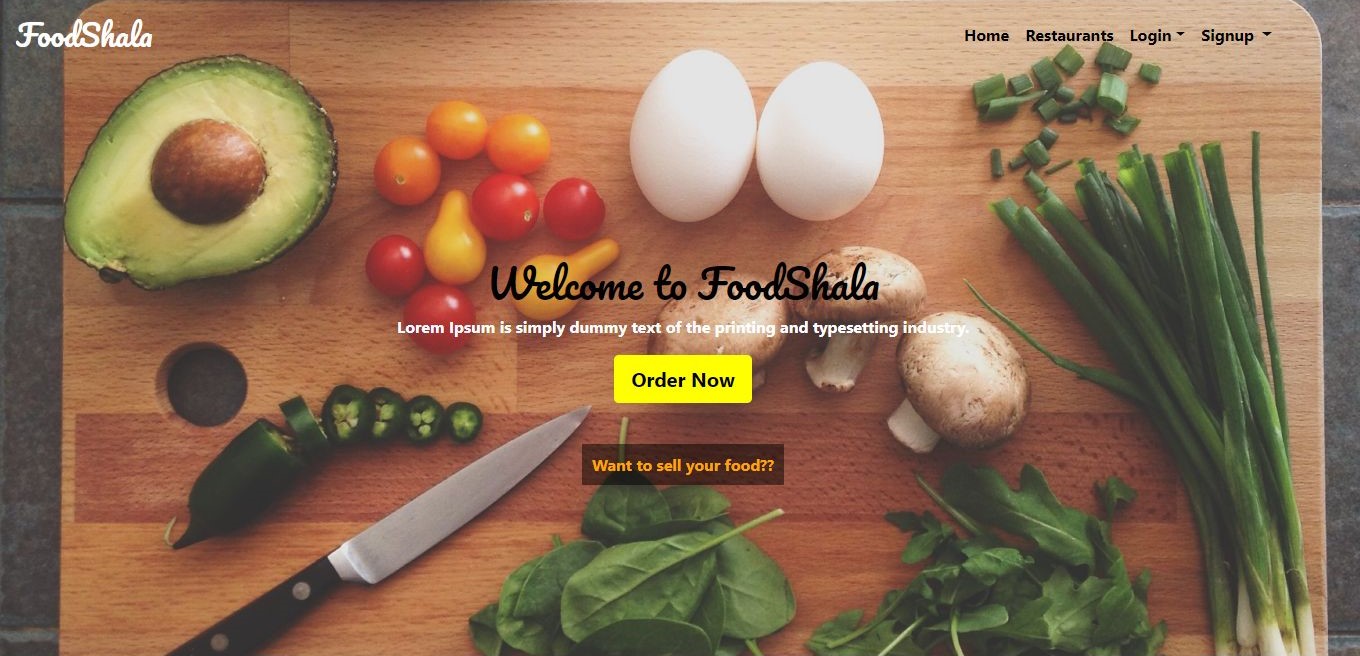 FoodShala
Home Restaurants Login Signup
Welcome to FoodShala
Lorem Ipsum is simply dummy text of the printing and typesetting industry.
Order Now
Want to sell your food??